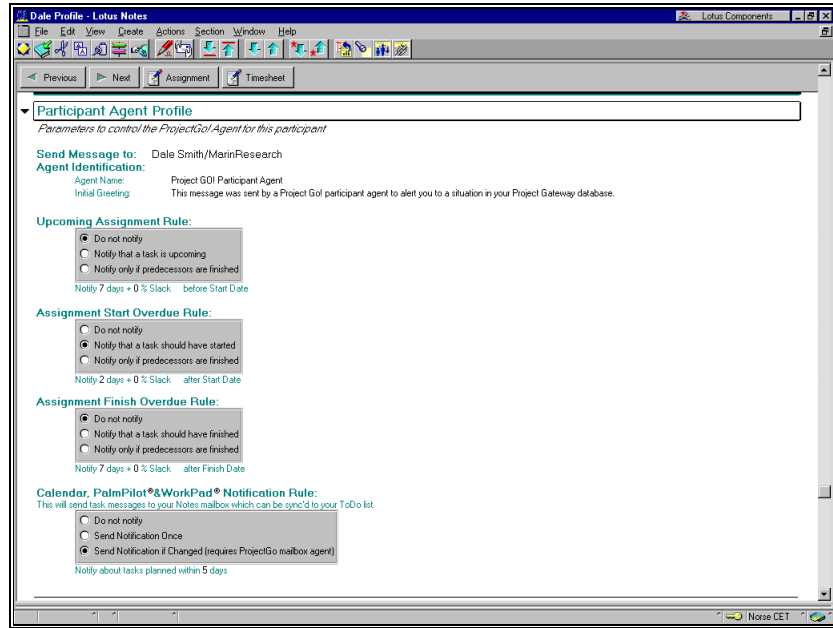 Dale Profile - Lotus Notes
Lotus Components
File Edit View Create Actions Section Window Help
Previous Next Assignment Timesheet
Participant Agent Profile
Parameters to control the ProjectGo! Agent for this participant
Send Message to: Dale Smith/MarinResearch
Agent Identification:
Agent Name: Project GO! Participant Agent
Initial Greeting: This message was sent by a Project Go! participant agent to alert you to a situation in your Project Gateway database.
Upcoming Assignment Rule:
Do not notify
Notify that a task is upcoming
Notify only if predecessors are finished
Notify 7 days + 0 % Slack before Start Date
Assignment Start Overdue Rule:
Do not notify
Notify that a task should have started
Notify only if predecessors are finished
Notify 2 days + 0 % Slack after Start Date
Assignment Finish Overdue Rule:
Do not notify
Notify that a task should have finished
Notify only if predecessors are finished
Notify 7 days + 0 % Slack after Finish Date
Calendar, PalmPilot®&WorkPad® Notification Rule:
This will send task messages to your Notes mailbox which can be sync'd to your ToDo list
Do not notify
Send Notification Once
Send Notification if Changed (requires ProjectGo mailbox agent)
Notify about tasks planned within 5 days
Norse CET